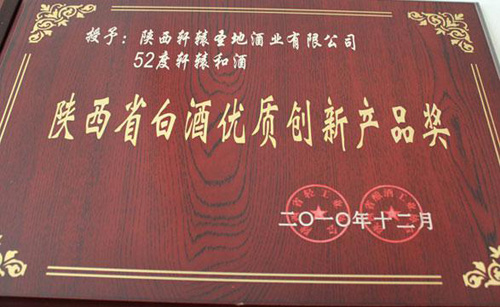 授予：陕西轩辕圣地酒业有限公司
52度轩辕和酒
陕西省白酒优质创新产品奖
二〇一〇年十二月